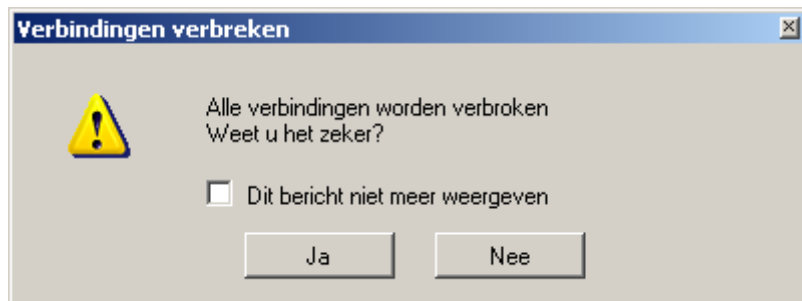 Verbindingen verbreken
Alle verbindingen worden verbroken
Weet u het zeker?
Dit bericht niet meer weergeven
Ja
Nee